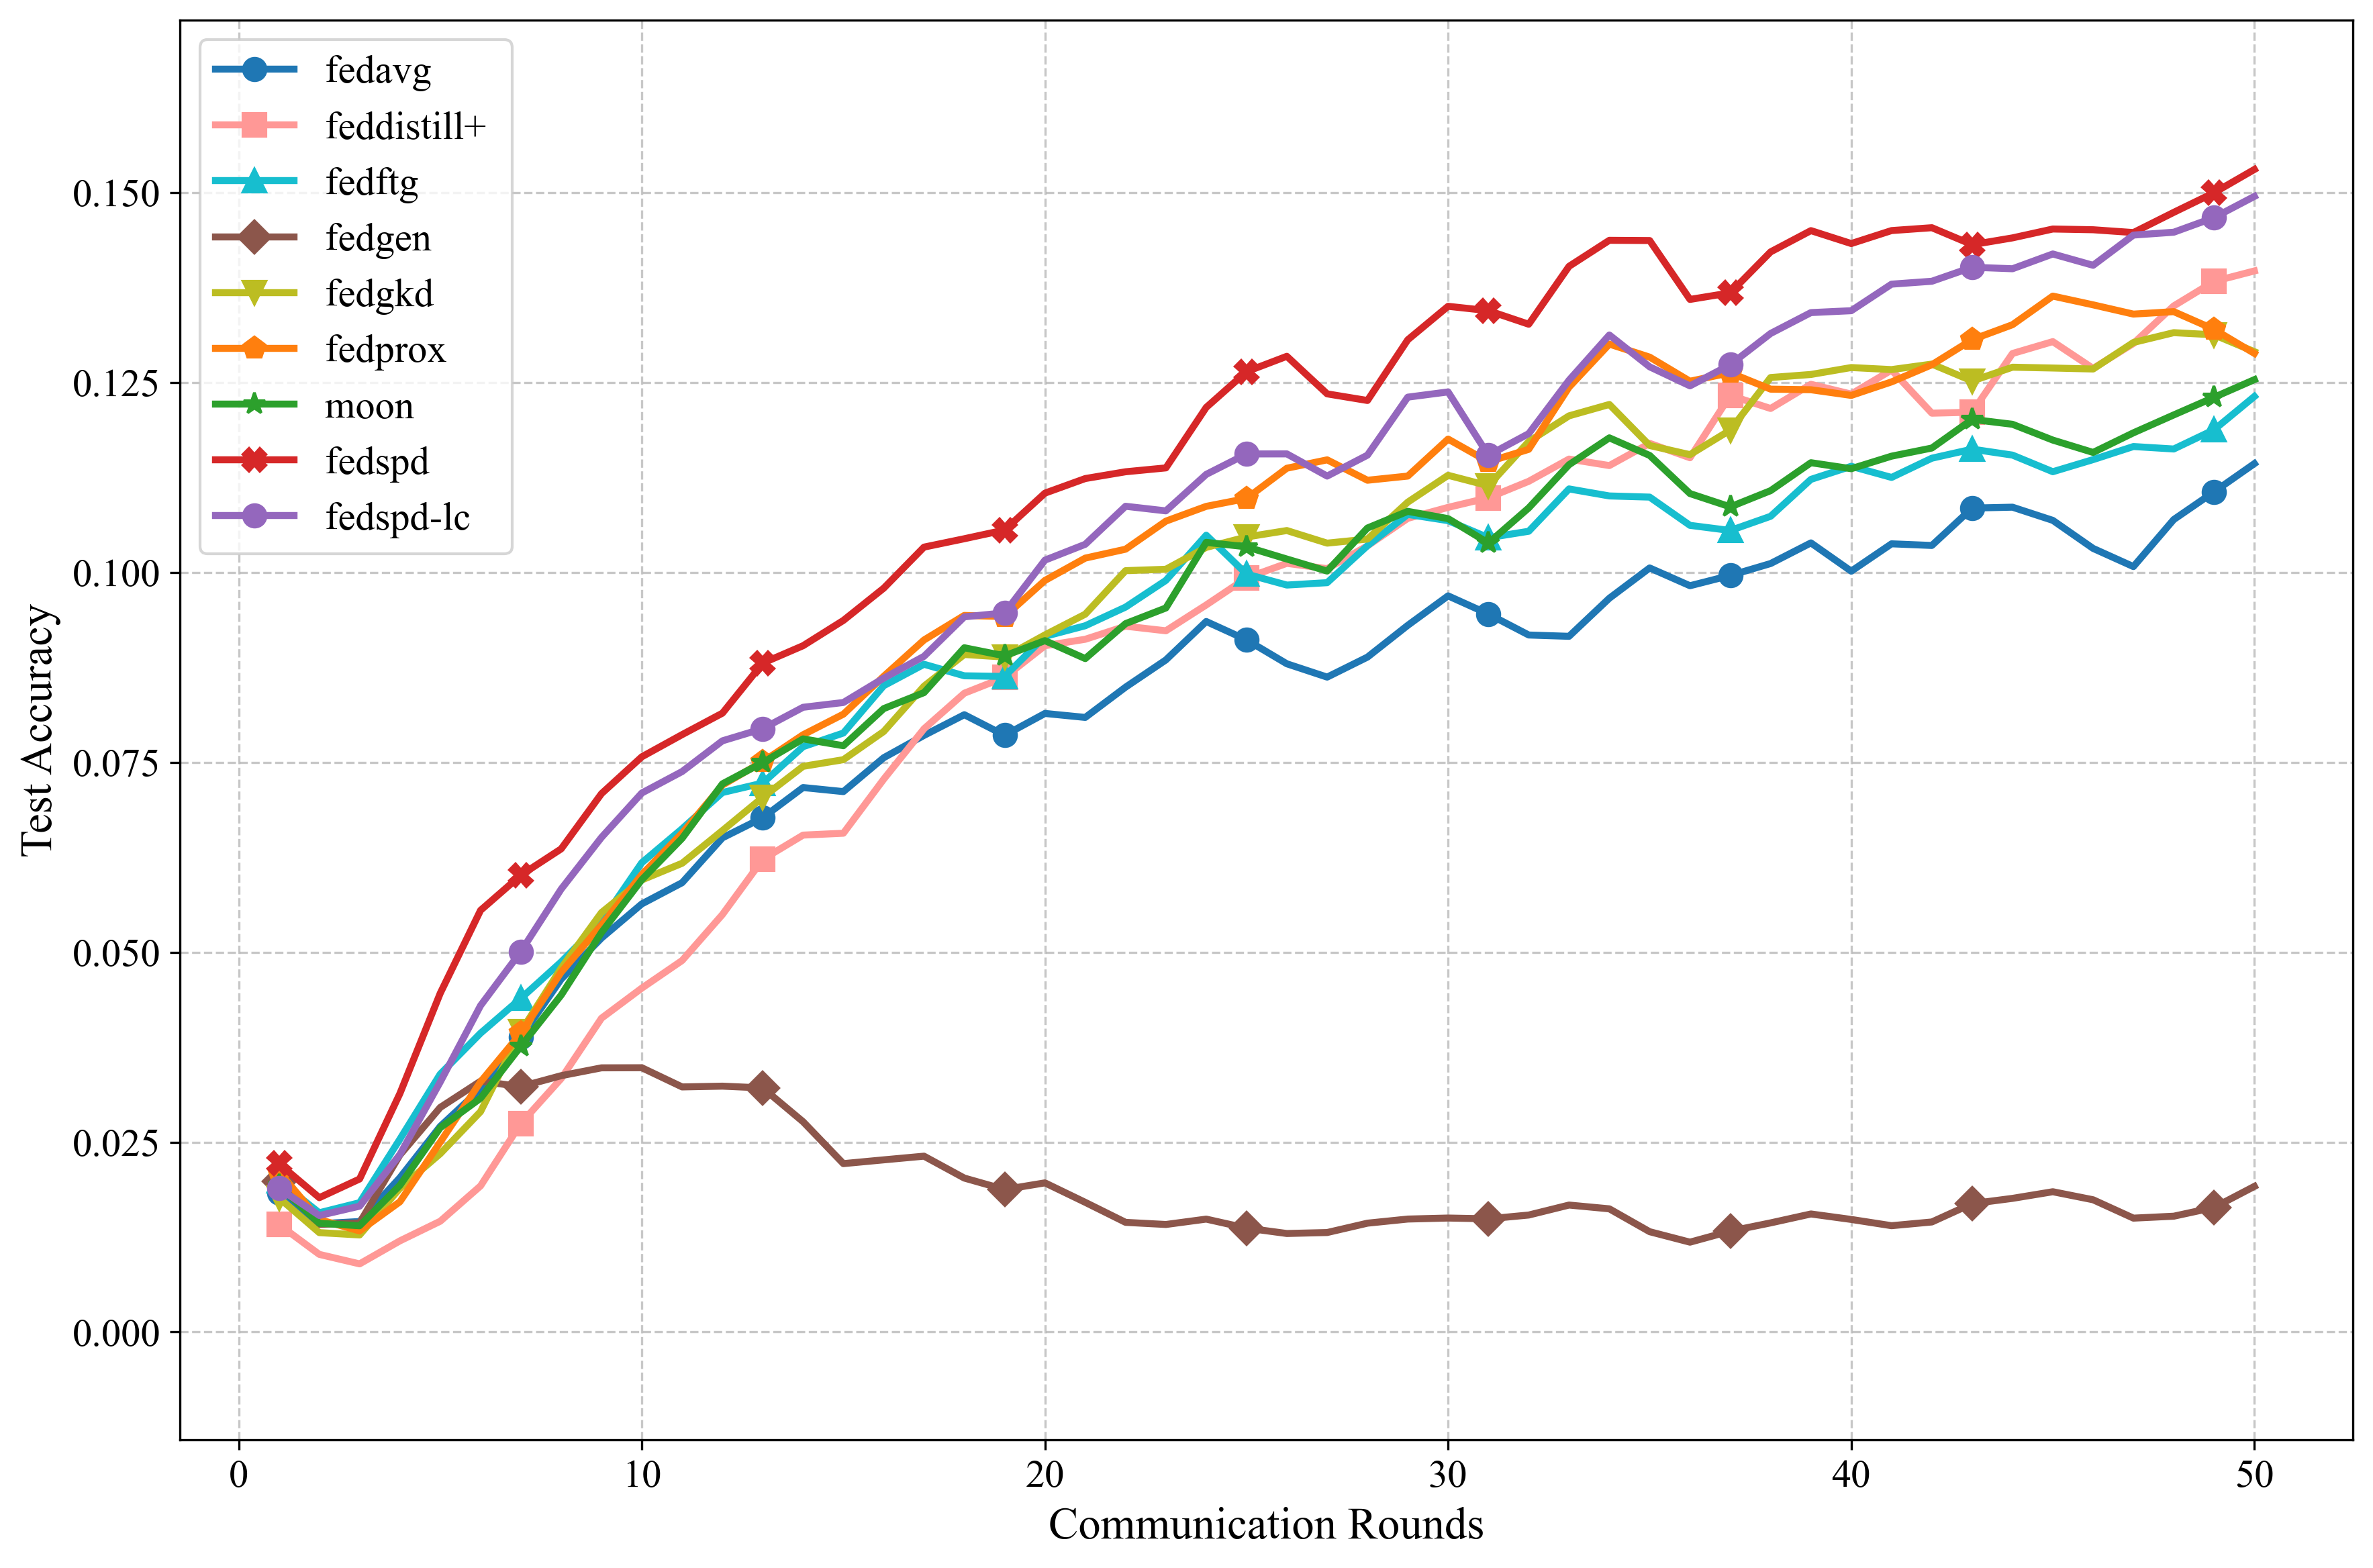 fedavg
feddistill+
fedftg
fedgen
fedgkd
fedprox
moon
fedspd
fedspd-lc
0.150
0.125
0.100
0.075
0.050
0.025
0.000
Test Accuracy
0 10 20 30 40 50
Communication Rounds